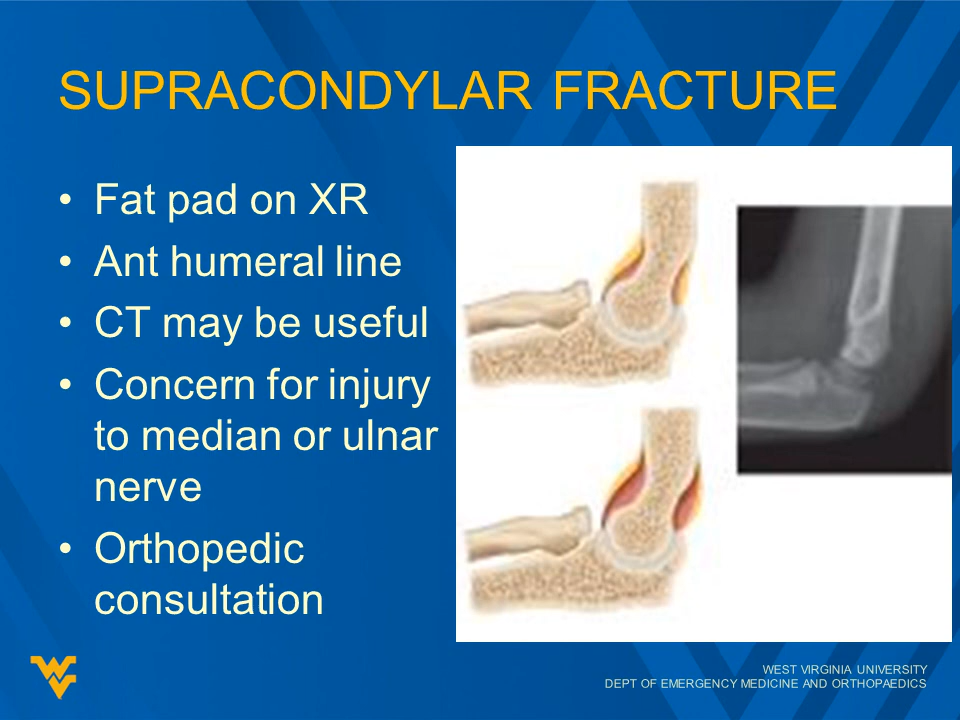 SUPRACONDYLAR FRACTURE
• Fat pad on XR
• Ant humeral line
• CT may be useful
• Concern for injury
to median or ulnar
nerve
• Orthopedic
consultation
WEST VIRGINIA UNIVERSITY
DEPT OF EMERGENCY MEDICINE AND ORTHOPAEDICS